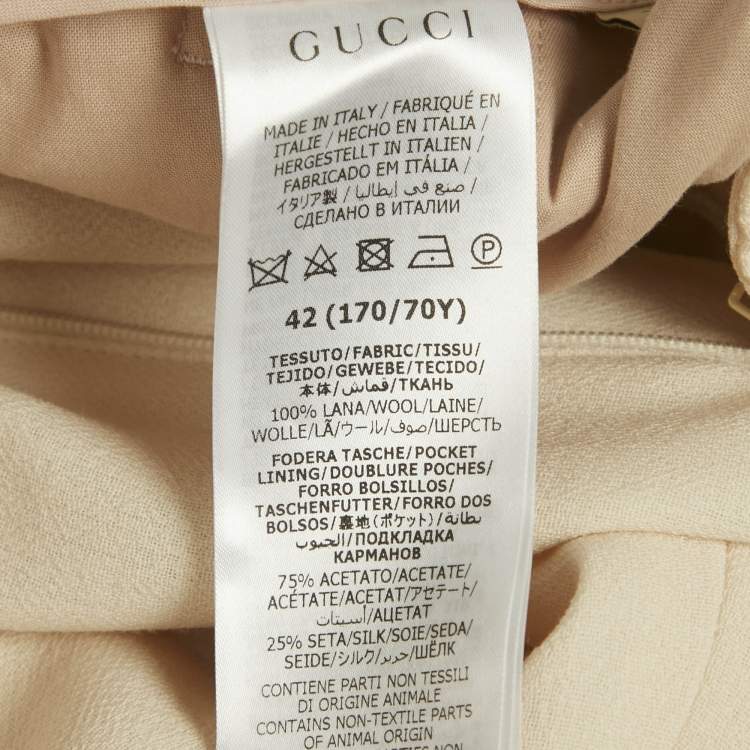 GUCCI
MADE IN ITALY / FABRIQUÉ EN
ITALIE / HECHO EN ITALIA /
HERGESTELLT IN ITALIEN /
FABRICADO EM ITÁLIA /
イタリア製 / صنع في إيطاليا /
СДЕЛАНО В ИТАЛИИ
P
42 (170/70Y)
TESSUTO/FABRIC/TISSU/
TEJIDO/GEWEBE/TECIDO/
本体/قماش/ТКАНЬ
100% LANA/WOOL/LAINE/
WOLLE/LÃ/ウール/صوف/ШЕРСТЬ
FODERA TASCHE/POCKET
LINING/DOUBLURE POCHES/
FORRO BOLSILLOS/
TASCHENFUTTER/FORRO DOS
BOLSOS/裏地(ポケット)/بطانة
الجيوب/ПОДКЛАДКА
КАРМАНОВ
75% ACETATO/ACETATE/
ACÉTATE/ACETAT/アセテート/
أسيتات/АЦЕТАТ
25% SETA/SILK/SOIE/SEDA/
SEIDE/シルク/حرير/ШЁЛК
CONTIENE PARTI NON TESSILI
DI ORIGINE ANIMALE
CONTAINS NON-TEXTILE PARTS
OF ANIMAL ORIGIN